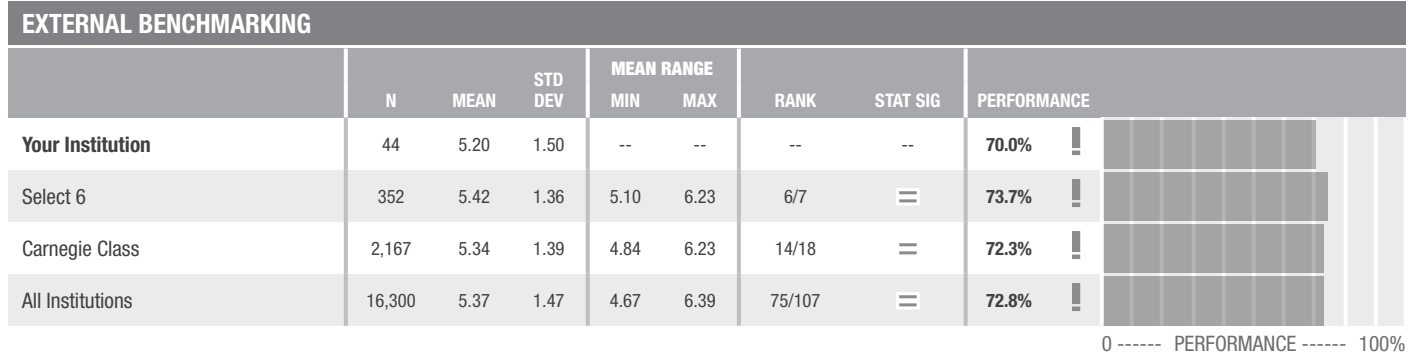 EXTERNAL BENCHMARKING
N MEAN STD DEV MEAN RANGE MIN MAX RANK STAT SIG PERFORMANCE
Your Institution 44 5.20 1.50 -- -- -- -- 70.0% !
Select 6 352 5.42 1.36 5.10 6.23 6/7 = 73.7% !
Carnegie Class 2,167 5.34 1.39 4.84 6.23 14/18 = 72.3% !
All Institutions 16,300 5.37 1.47 4.67 6.39 75/107 = 72.8% !
0 ------ PERFORMANCE ------ 100%